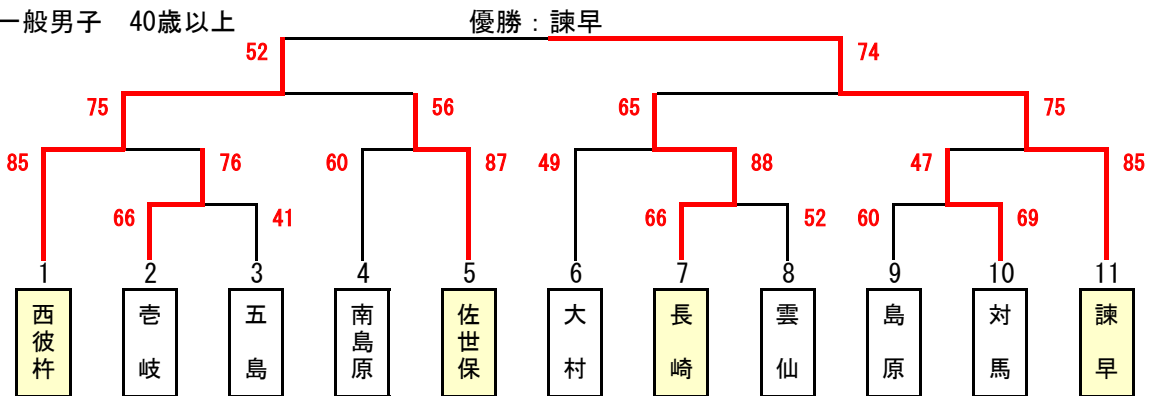 一般男子 40歳以上 優勝：諫早
52 74
75 56 65 75
85 76 60 87 49 88 47 85
66 41 66 52 60 69
1 2 3 4 5 6 7 8 9 10 11
西彼杵 壱岐 五島 南島原 佐世保 大村 長崎 雲仙 島原 対馬 諫早